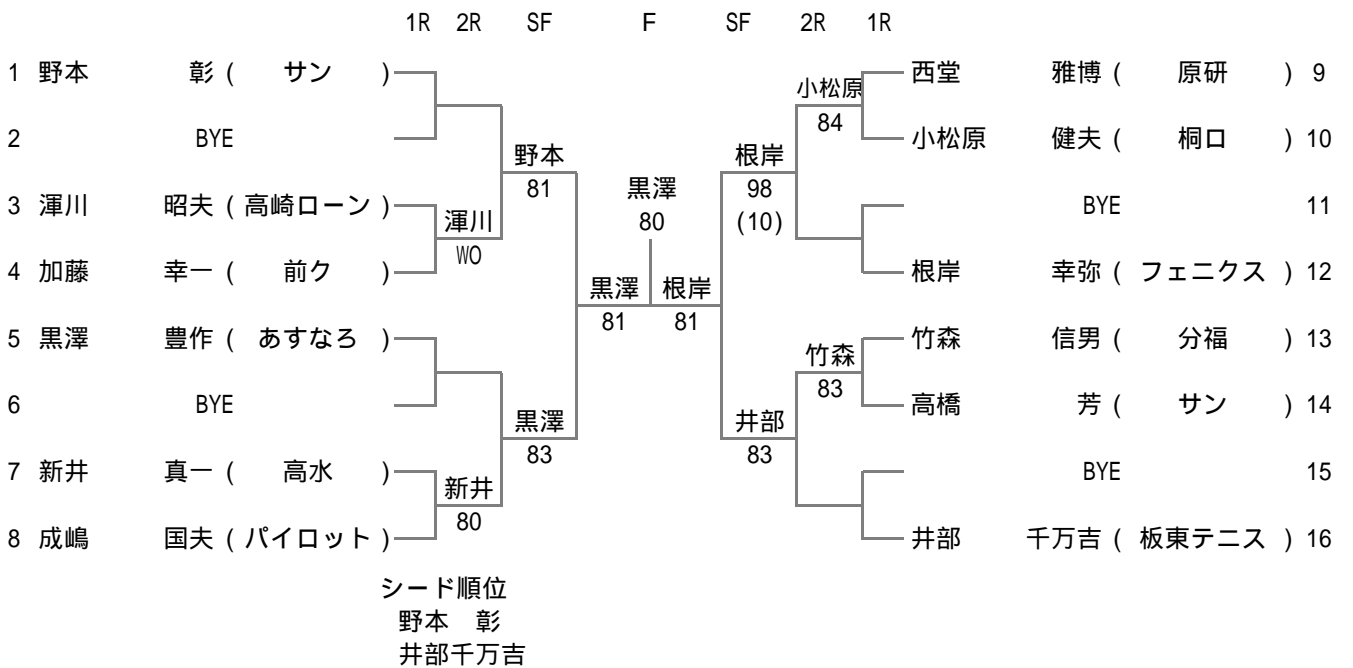 1R 2R SF F SF 2R 1R
1 野本 彰 ( サン ) 西堂 雅博 ( 原研 ) 9
小松原
84
2 BYE 小松原 健夫 ( 桐ロ ) 10
野本 根岸
81 98
黒澤
3 渾川 昭夫 ( 高崎ローン ) BYE 11
渾川 80 (10)
WO
4 加藤 幸一 ( 前ク ) 根岸 幸弥 ( フェニクス ) 12
黒澤 根岸
81 81
5 黒澤 豊作 ( あすなろ ) 竹森 信男 ( 分福 ) 13
竹森
83
6 BYE 高橋 芳 ( サン ) 14
黒澤 井部
83 83
7 新井 真一 ( 高水 ) BYE 15
新井
80
8 成嶋 国夫 ( パイロット ) 井部 千万吉 ( 板東テニス ) 16
シード順位
野本 彰
井部千万吉